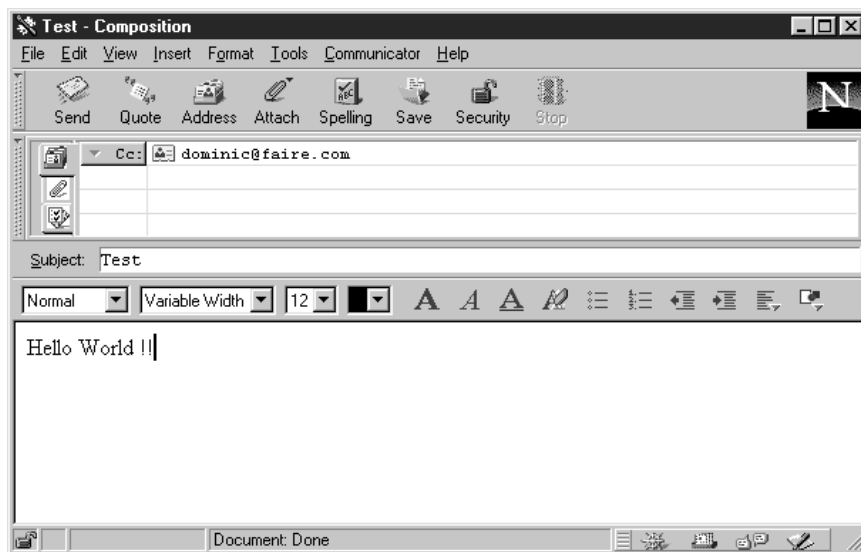 Test - Composition
File Edit View Insert Format Tools Communicator Help
Send Quote Address Attach Spelling Save Security Stop
N
Cc: dominic@faire.com
Subject: Test
Normal Variable Width 12 A A A
Hello World !!
Document: Done